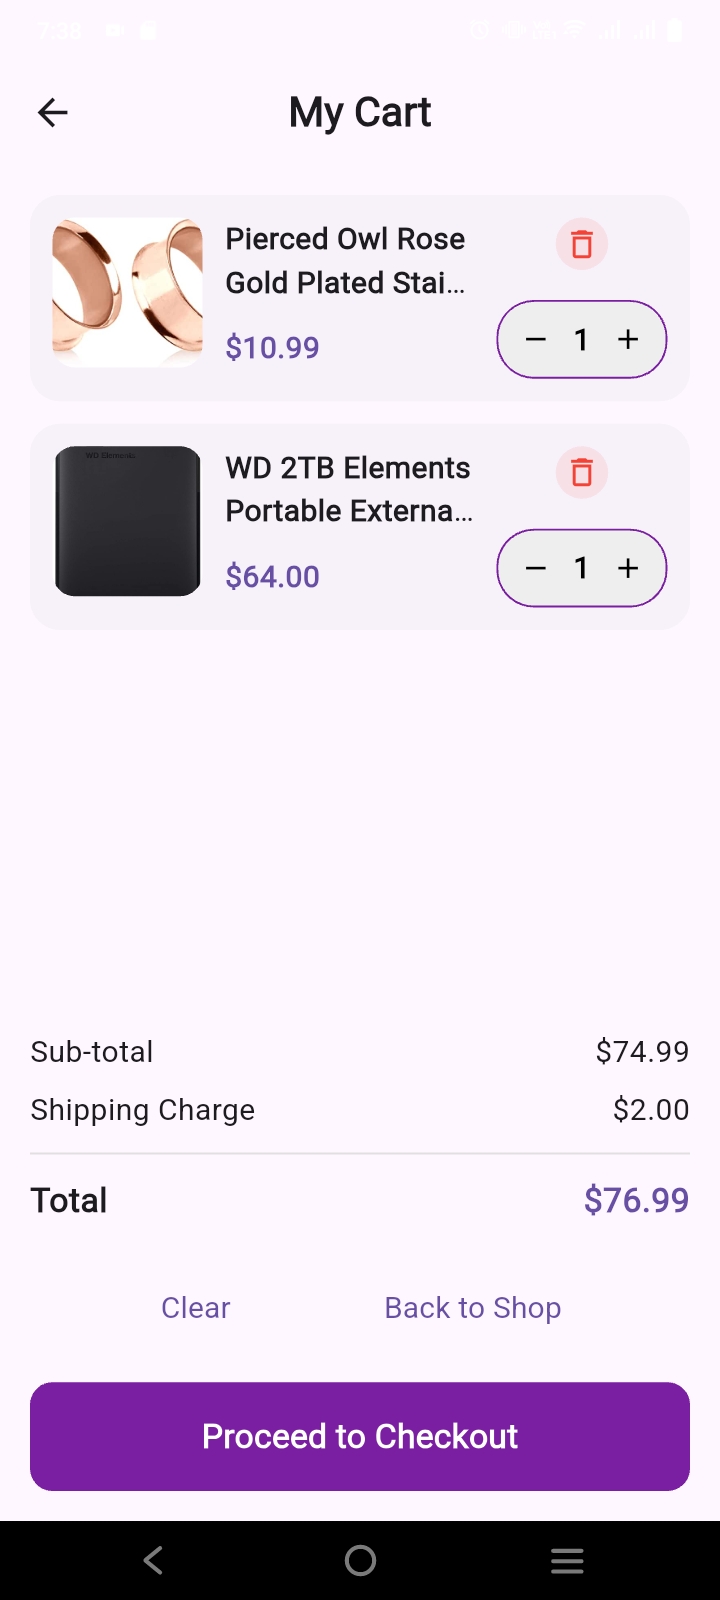 7:38
My Cart
Pierced Owl Rose
Gold Plated Stai...
$10.99
1
WD Elements
WD 2TB Elements
Portable Externa...
$64.00
1
Sub-total $74.99
Shipping Charge $2.00
Total $76.99
Clear Back to Shop
Proceed to Checkout